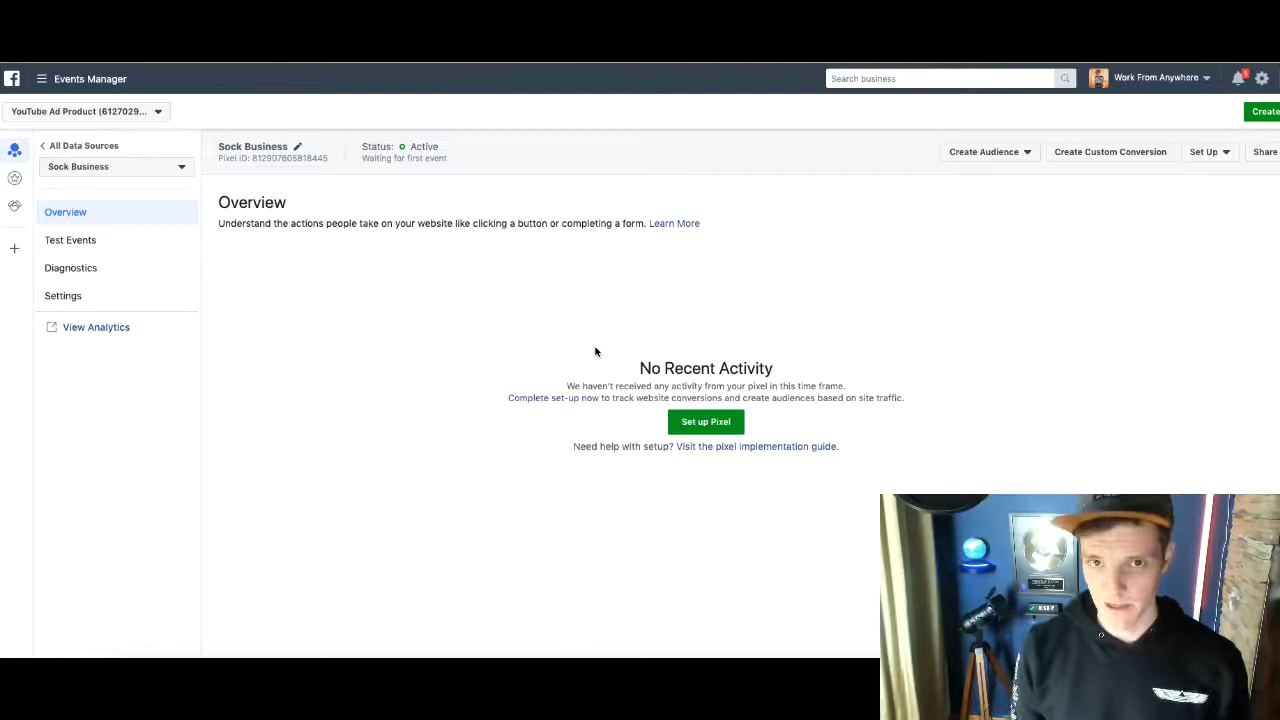 Events Manager
Search business
Work From Anywhere
YouTube Ad Product (6127029...
Create
All Data Sources
Sock Business
Overview
Test Events
Diagnostics
Settings
View Analytics
Sock Business
Pixel ID: 812907605818445
Status: Active
Waiting for first event
Create Audience
Create Custom Conversion
Set Up
Share
Overview
Understand the actions people take on your website like clicking a button or completing a form. Learn More
No Recent Activity
We haven't received any activity from your pixel in this time frame.
Complete set-up now to track website conversions and create audiences based on site traffic.
Set up Pixel
Need help with setup? Visit the pixel implementation guide.